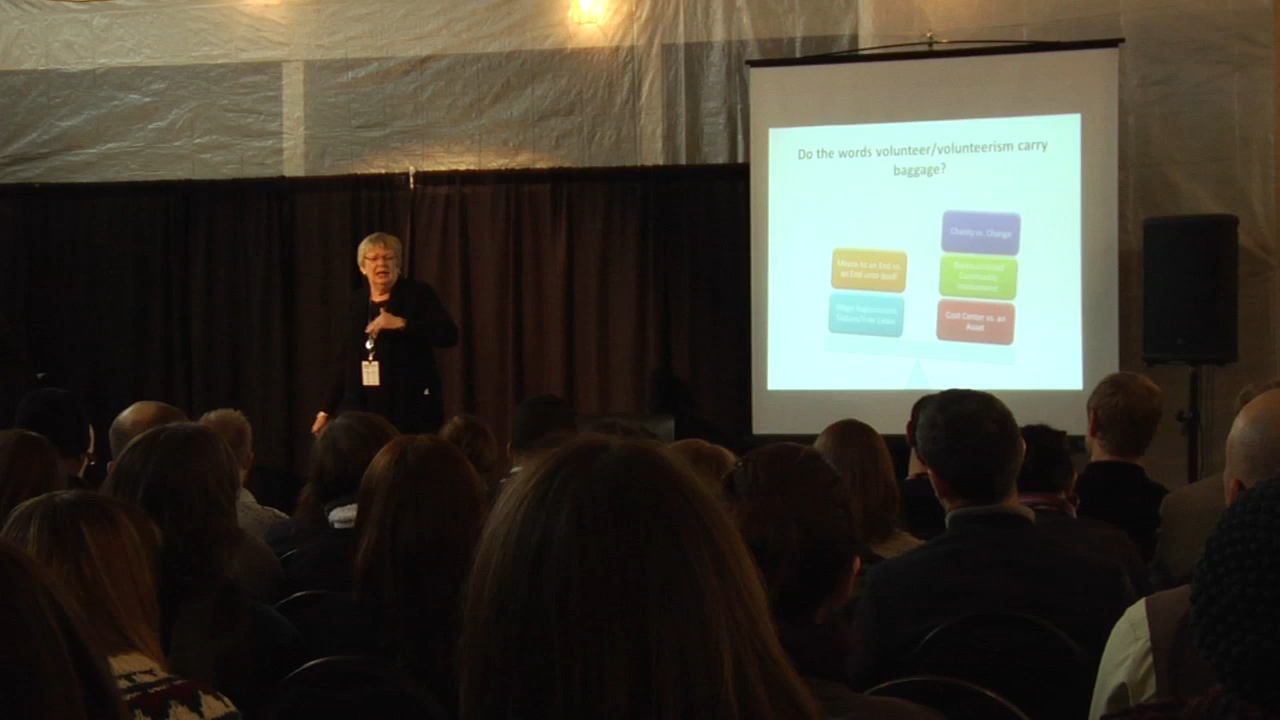 Do the words volunteer/volunteerism carry
baggage?
Charity vs. Change
Means to an End vs.
an End unto Itself
Community
Cost Center vs. an
Asset